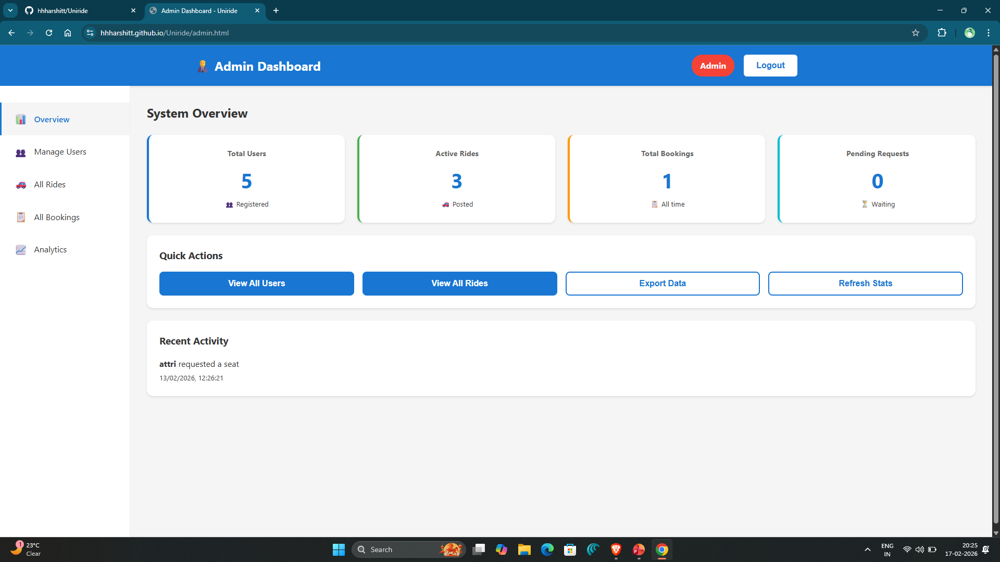 hhharshitt/Uniride
Admin Dashboard - Uniride
hhharshitt.github.io/Uniride/admin.html
Admin Dashboard
Admin
Logout
Overview
Manage Users
All Rides
All Bookings
Analytics
System Overview
Total Users
5
Registered
Active Rides
3
Posted
Total Bookings
1
All time
Pending Requests
0
Waiting
Quick Actions
View All Users
View All Rides
Export Data
Refresh Stats
Recent Activity
attri requested a seat
13/02/2026, 12:26:21
1
23°C
Clear
Search
ENG
IN
20:25
17-02-2026